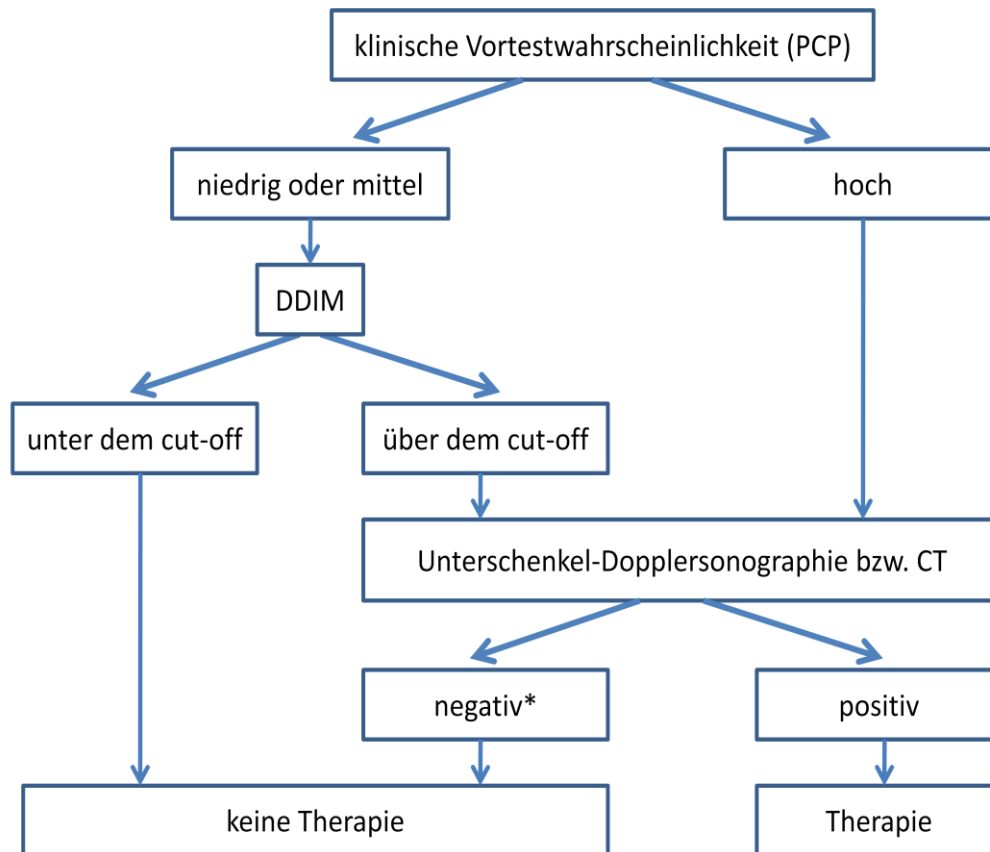 klinische Vortestwahrscheinlichkeit (PCP)
niedrig oder mittel
hoch
DDIM
unter dem cut-off
über dem cut-off
Unterschenkel-Dopplersonographie bzw. CT
negativ*
positiv
keine Therapie
Therapie